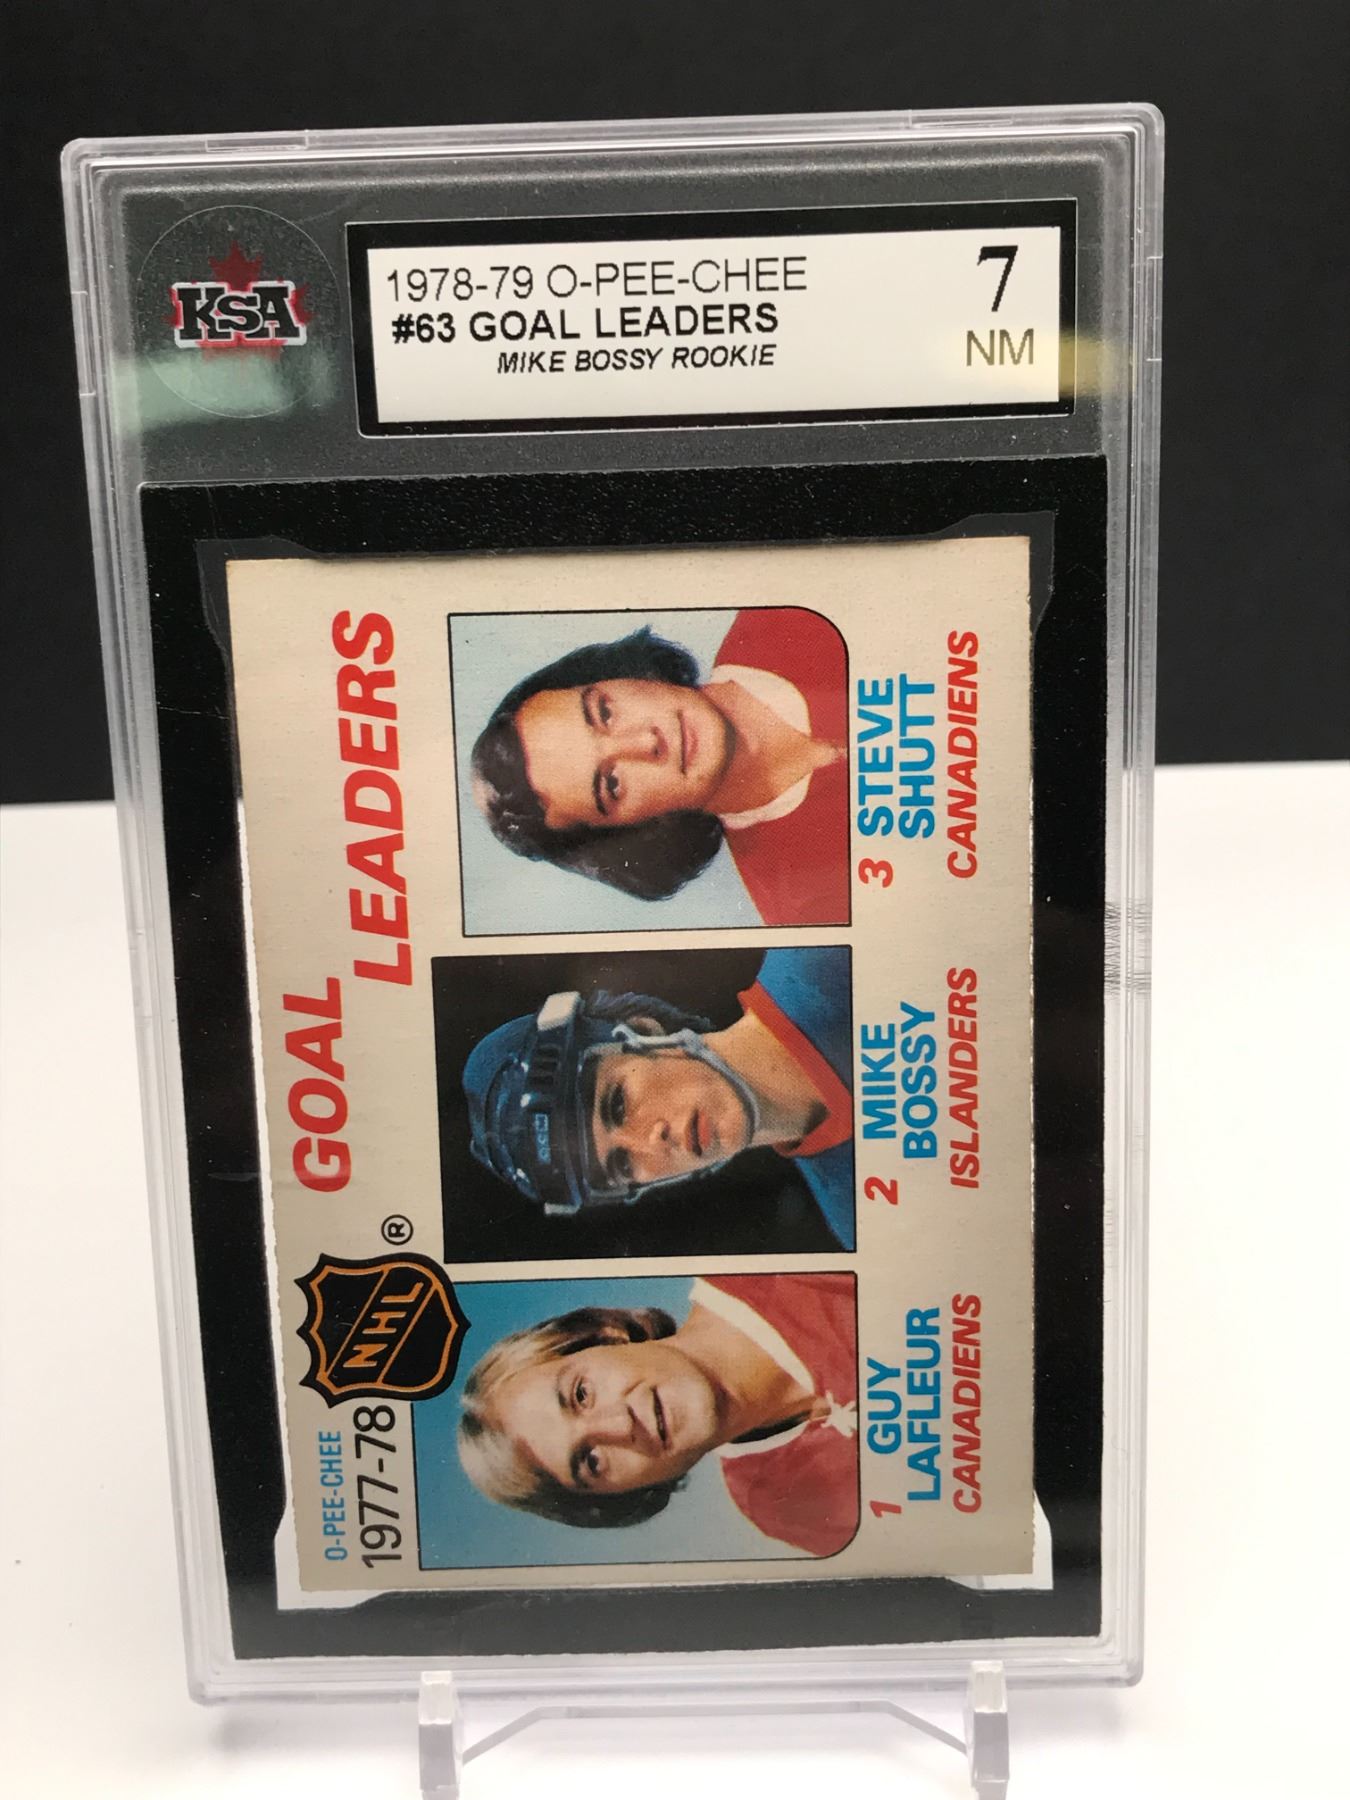 KSA
1978-79 O-PEE-CHEE
#63 GOAL LEADERS
MIKE BOSSY ROOKIE
7
NM
O-PEE-CHEE
1977-78
NHL
®
GOAL
LEADERS
1 GUY
LAFLEUR
CANADIENS
2 MIKE
BOSSY
ISLANDERS
3 STEVE
SHUTT
CANADIENS